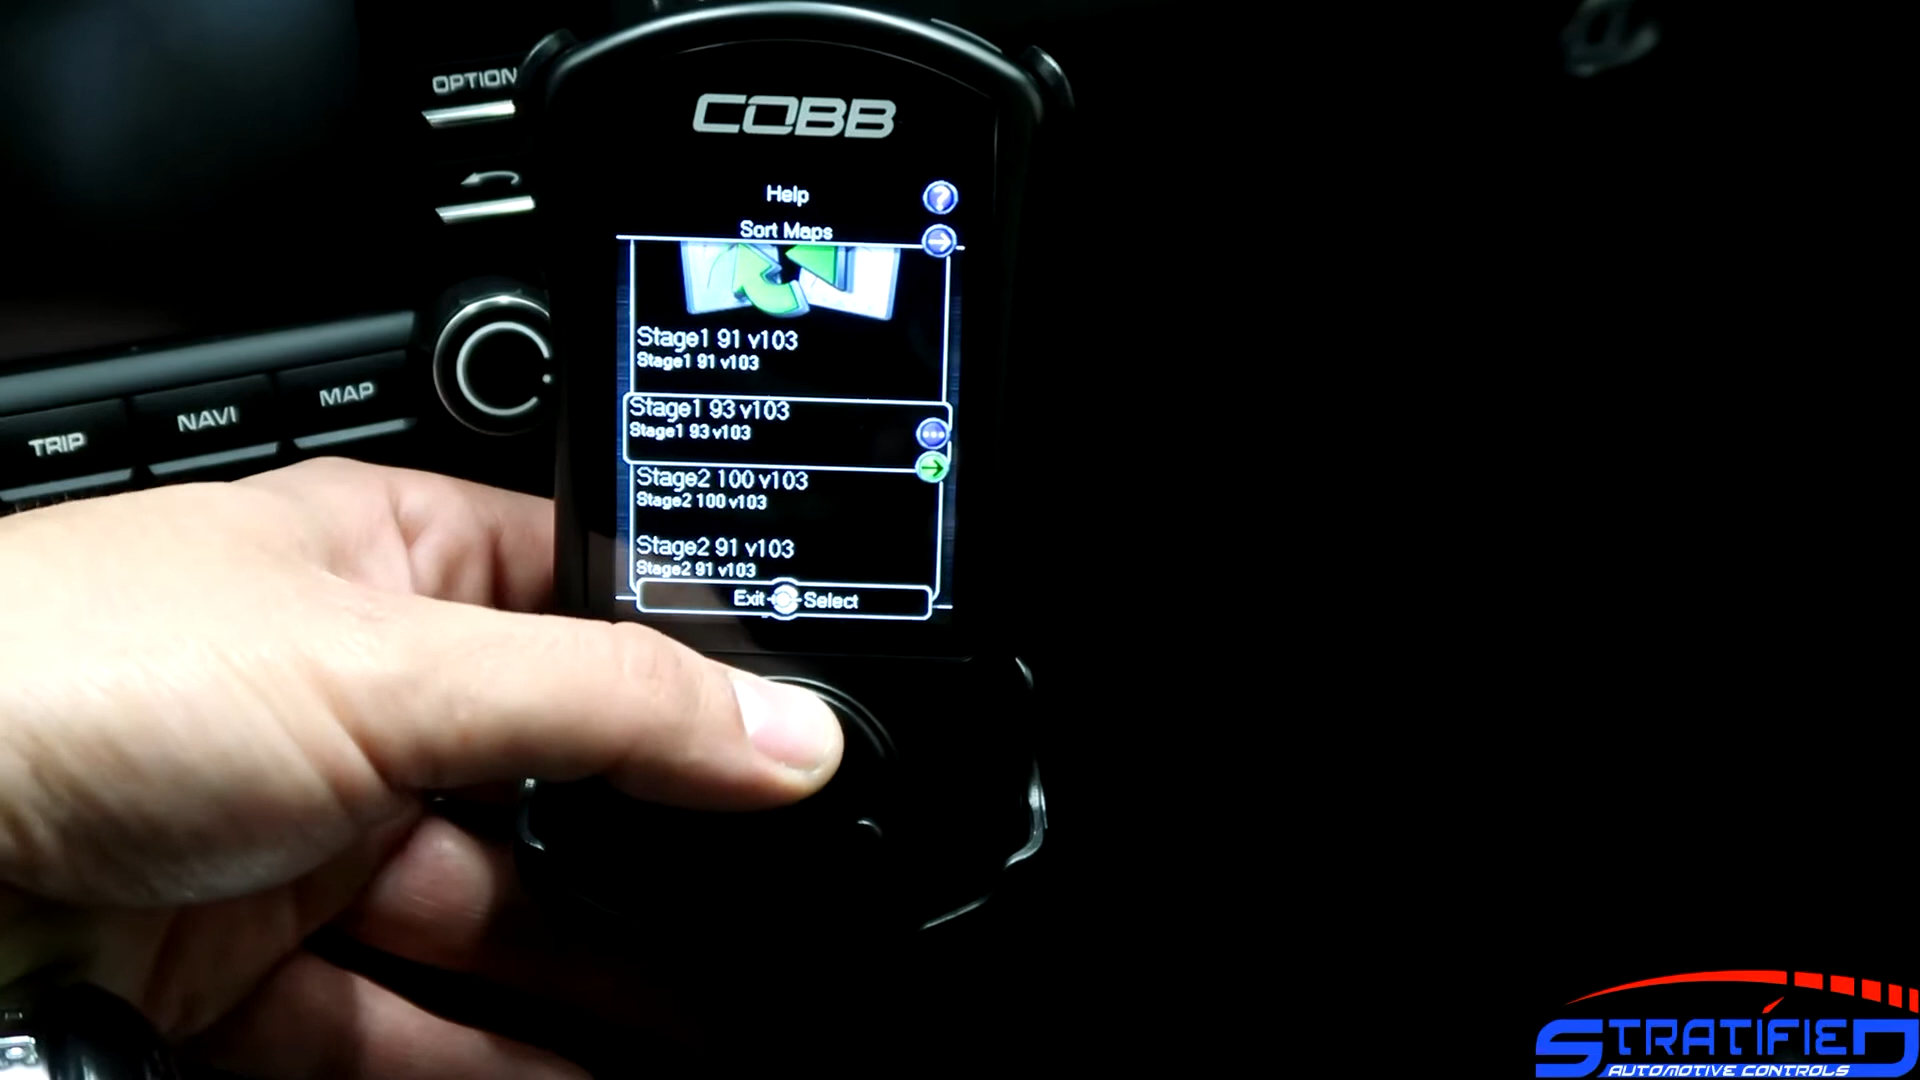 OPTION
COBB
Help
?
Sort Maps
Stage1 91 v103
Stage1 91 v103
Stage1 93 v103
Stage1 93 v103
Stage2 100 v103
Stage2 100 v103
Stage2 91 v103
Stage2 91 v103
Exit Select
TRIP
NAVI
MAP
STRATIFIED
AUTOMOTIVE CONTROLS